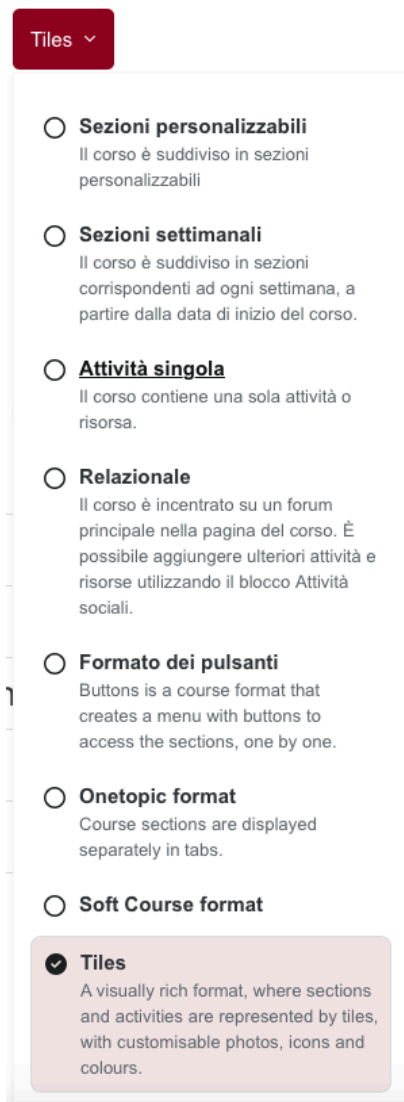 Tiles
Sezioni personalizzabili
Il corso è suddiviso in sezioni
personalizzabili
Sezioni settimanali
Il corso è suddiviso in sezioni
corrispondenti ad ogni settimana, a
partire dalla data di inizio del corso.
Attività singola
Il corso contiene una sola attività o
risorsa.
Relazionale
Il corso è incentrato su un forum
principale nella pagina del corso. È
possibile aggiungere ulteriori attività e
risorse utilizzando il blocco Attività
sociali.
Formato dei pulsanti
Buttons is a course format that
creates a menu with buttons to
access the sections, one by one.
Onetopic format
Course sections are displayed
separately in tabs.
Soft Course format
Tiles
A visually rich format, where sections
and activities are represented by tiles,
with customisable photos, icons and
colours.